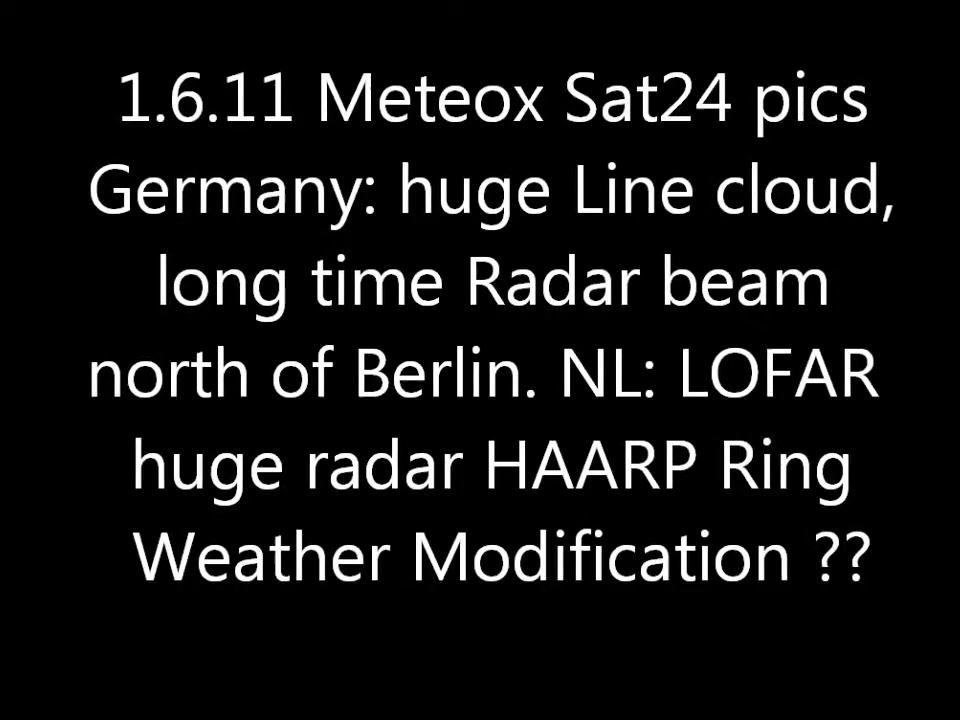 1.6.11 Meteox Sat24 pics
Germany: huge Line cloud,
long time Radar beam
north of Berlin. NL: LOFAR
huge radar HAARP Ring
Weather Modification ??